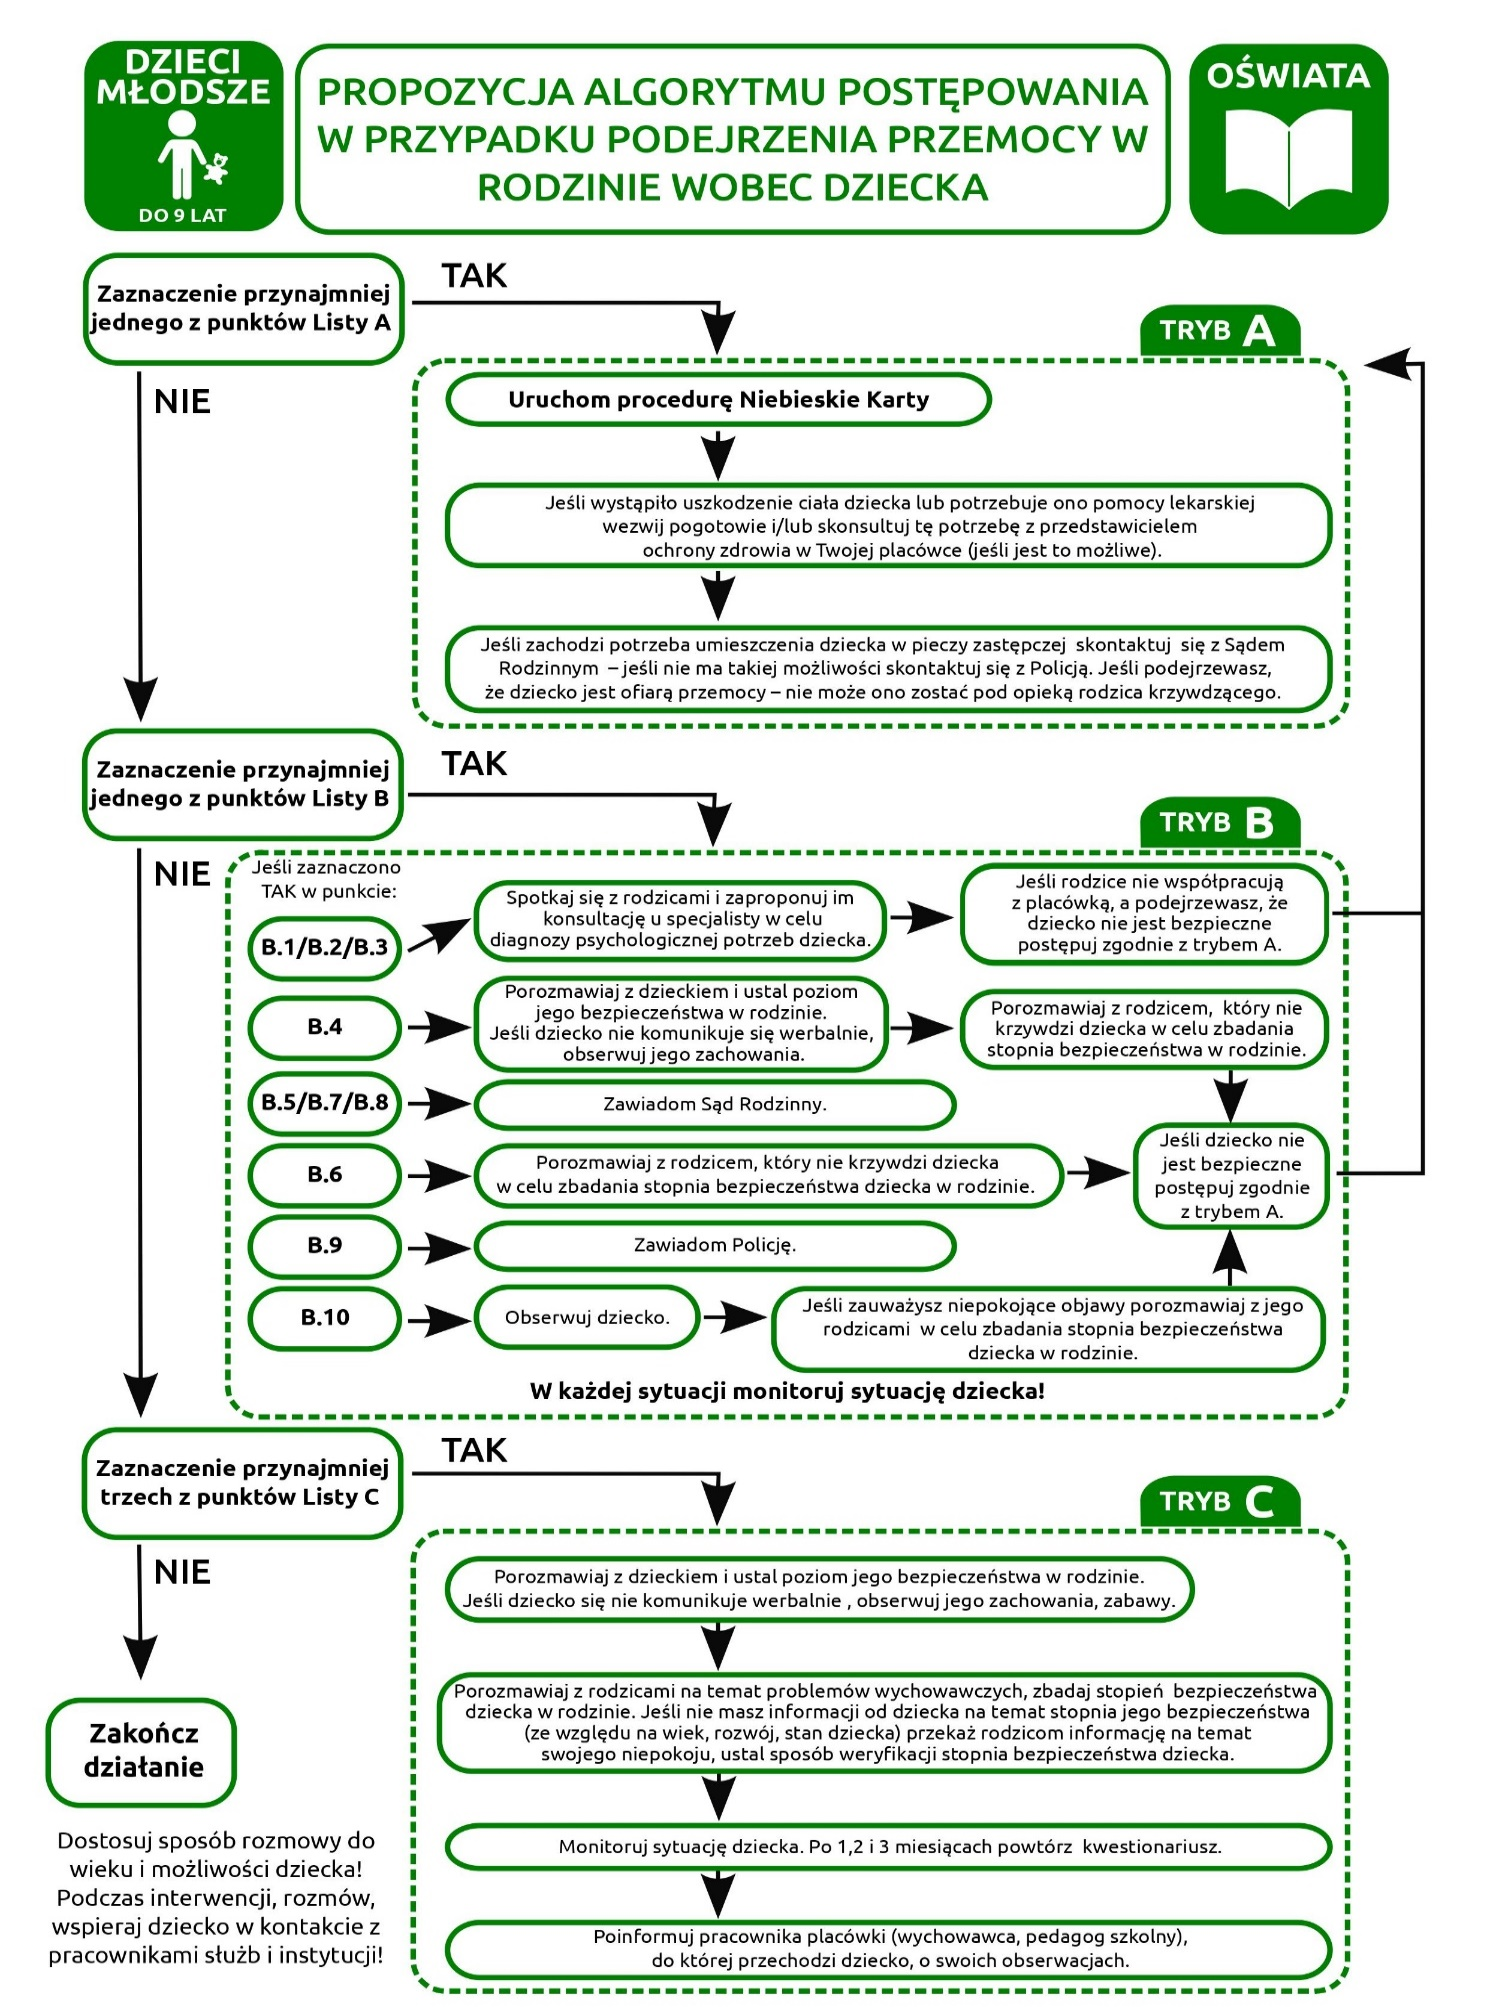 DZIECI
MŁODSZE
DO 9 LAT
PROPOZYCJA ALGORYTMU POSTĘPOWANIA
W PRZYPADKU PODEJRZENIA PRZEMOCY W
RODZINIE WOBEC DZIECKA
OŚWIATA
Zaznaczenie przynajmniej
jednego z punktów Listy A
TAK
NIE
TRYB A
Uruchom procedurę Niebieskie Karty
Jeśli wystąpiło uszkodzenie ciała dziecka lub potrzebuje ono pomocy lekarskiej
wezwij pogotowie i/lub skonsultuj tę potrzebę z przedstawicielem
ochrony zdrowia w Twojej placówce (jeśli jest to możliwe).
Jeśli zachodzi potrzeba umieszczenia dziecka w pieczy zastępczej skontaktuj się z Sądem
Rodzinnym – jeśli nie ma takiej możliwości skontaktuj się z Policją. Jeśli podejrzewasz,
że dziecko jest ofiarą przemocy – nie może ono zostać pod opieką rodzica krzywdzącego.
Zaznaczenie przynajmniej
jednego z punktów Listy B
TAK
NIE
TRYB B
Jeśli zaznaczono
TAK w punkcie:
B.1/B.2/B.3
Spotkaj się z rodzicami i zaproponuj im
konsultację u specjalisty w celu
diagnozy psychologicznej potrzeb dziecka.
Jeśli rodzice nie współpracują
z placówką, a podejrzewasz, że
dziecko nie jest bezpieczne
postępuj zgodnie z trybem A.
B.4
Porozmawiaj z dzieckiem i ustal poziom
jego bezpieczeństwa w rodzinie.
Jeśli dziecko nie komunikuje się werbalnie,
obserwuj jego zachowania.
Porozmawiaj z rodzicem, który nie
krzywdzi dziecka w celu zbadania
stopnia bezpieczeństwa w rodzinie.
B.5/B.7/B.8
Zawiadom Sąd Rodzinny.
B.6
Porozmawiaj z rodzicem, który nie krzywdzi dziecka
w celu zbadania stopnia bezpieczeństwa dziecka w rodzinie.
Jeśli dziecko nie
jest bezpieczne
postępuj zgodnie
z trybem A.
B.9
Zawiadom Policję.
B.10
Obserwuj dziecko.
Jeśli zauważysz niepokojące objawy porozmawiaj z jego
rodzicami w celu zbadania stopnia bezpieczeństwa
dziecka w rodzinie.
W każdej sytuacji monitoruj sytuację dziecka!
Zaznaczenie przynajmniej
trzech z punktów Listy C
TAK
NIE
TRYB C
Porozmawiaj z dzieckiem i ustal poziom jego bezpieczeństwa w rodzinie.
Jeśli dziecko się nie komunikuje werbalnie , obserwuj jego zachowania, zabawy.
Porozmawiaj z rodzicami na temat problemów wychowawczych, zbadaj stopień bezpieczeństwa
dziecka w rodzinie. Jeśli nie masz informacji od dziecka na temat stopnia jego bezpieczeństwa
(ze względu na wiek, rozwój, stan dziecka) przekaż rodzicom informację na temat
swojego niepokoju, ustal sposób weryfikacji stopnia bezpieczeństwa dziecka.
Monitoruj sytuację dziecka. Po 1,2 i 3 miesiącach powtórz kwestionariusz.
Poinformuj pracownika placówki (wychowawca, pedagog szkolny),
do której przechodzi dziecko, o swoich obserwacjach.
Zakończ
działanie
Dostosuj sposób rozmowy do
wieku i możliwości dziecka!
Podczas interwencji, rozmów,
wspieraj dziecko w kontakcie z
pracownikami służb i instytucji!